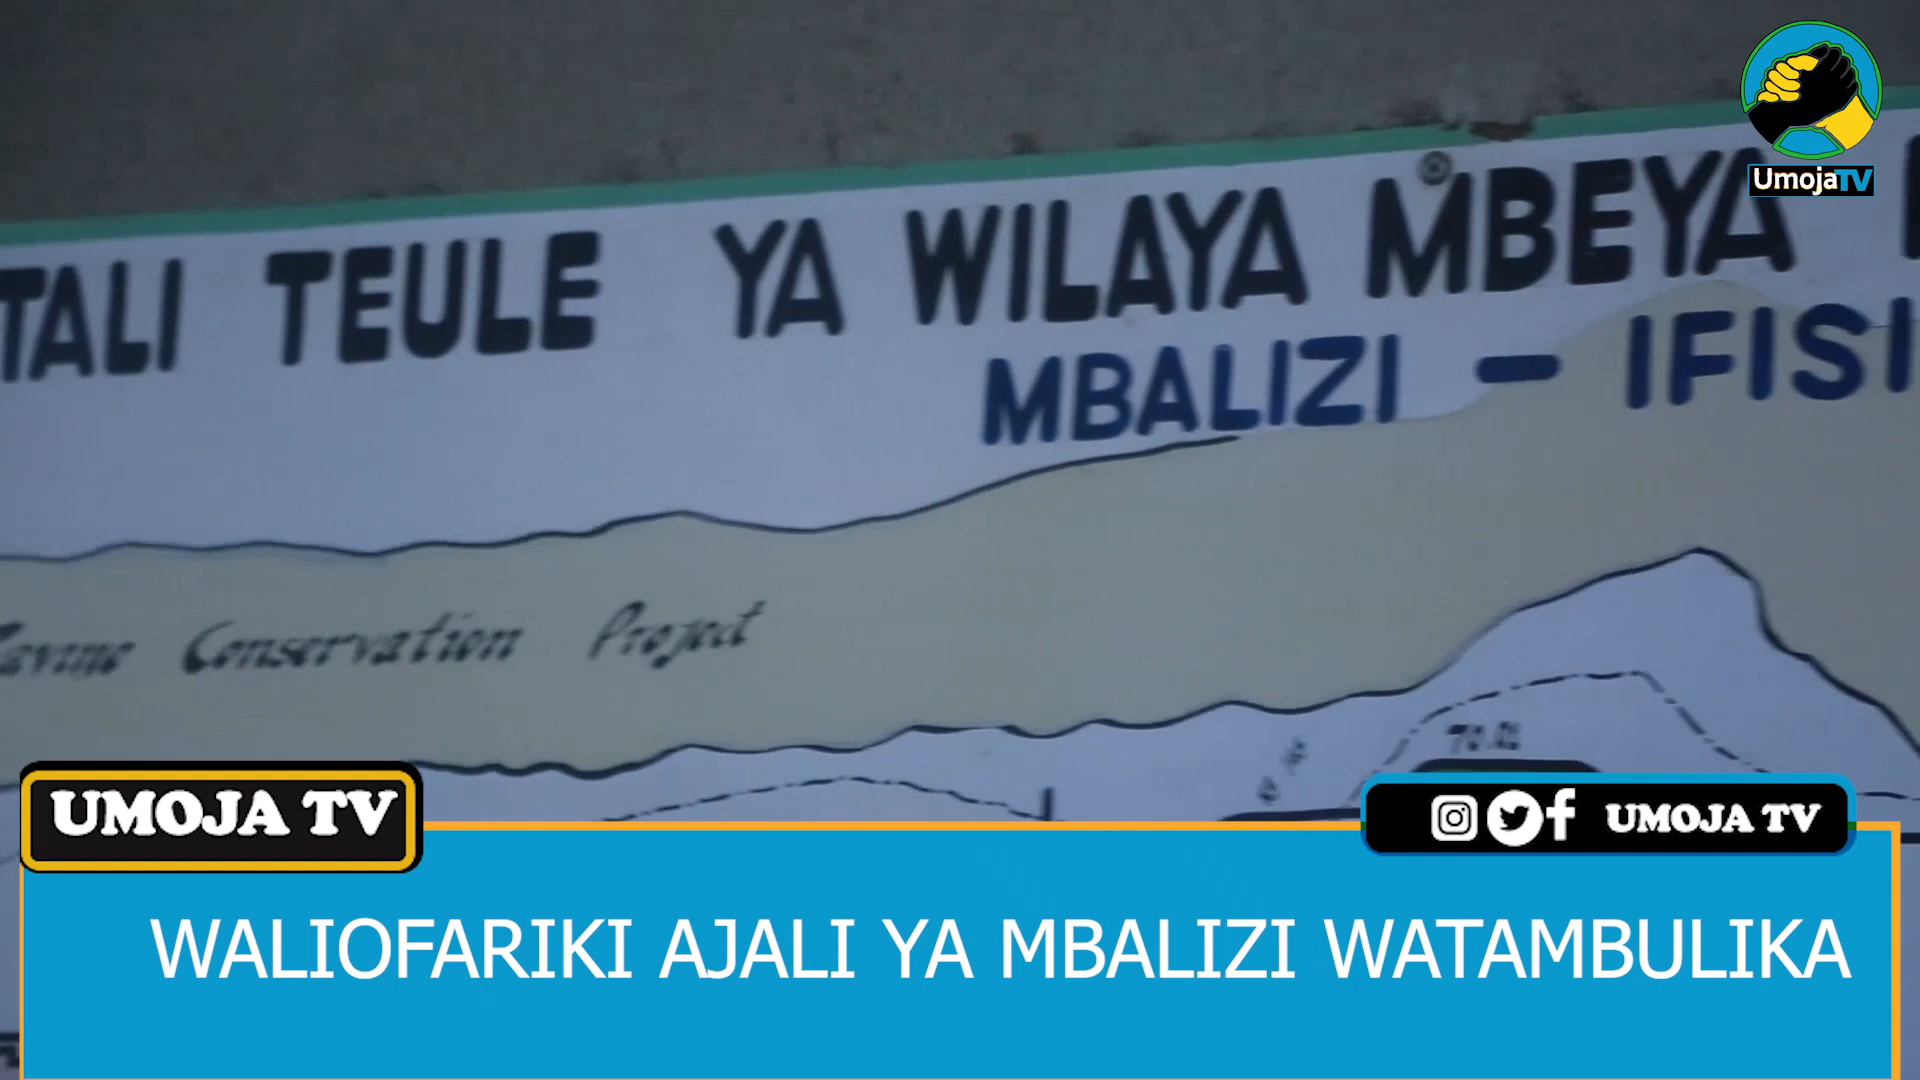 UmojaTV
TALI TEULE YA WILAYA MBEYA
MBALIZI – IFISI
Conservation Project
UMOJA TV
UMOJA TV
WALIOFARIKI AJALI YA MBALIZI WATAMBULIKA